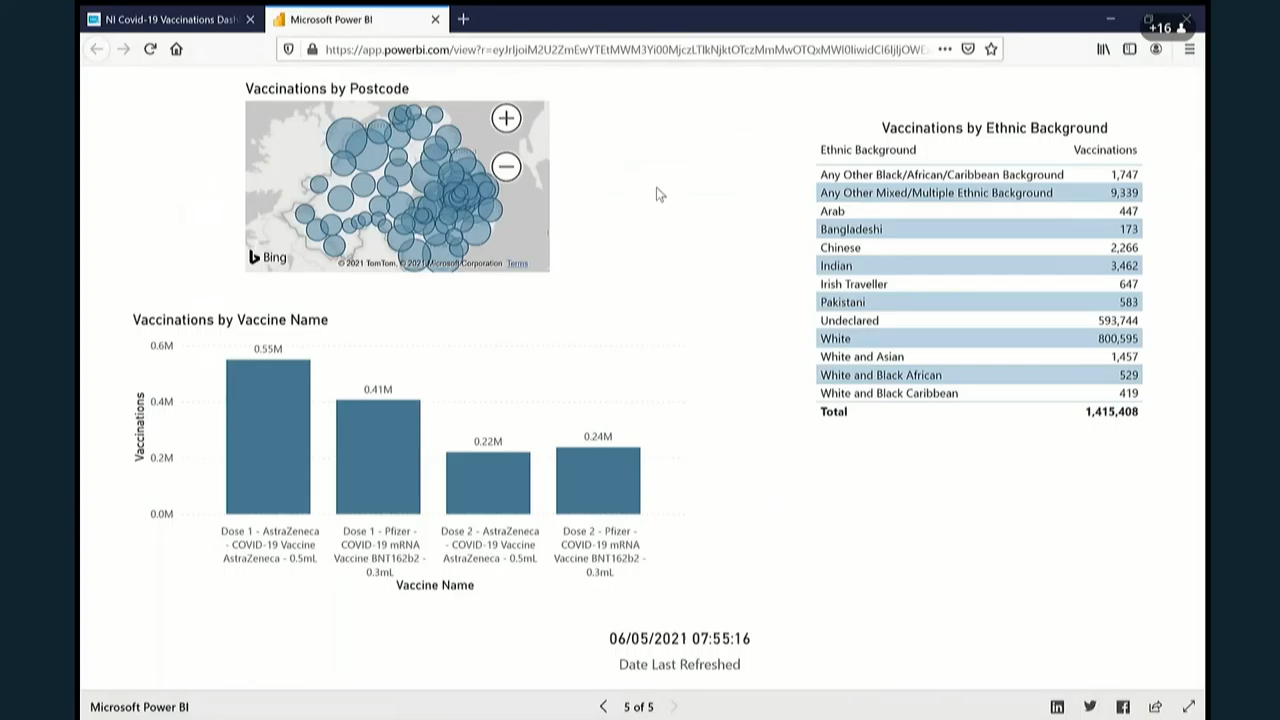 NI Covid-19 Vaccinations Dash
Microsoft Power BI
+16
https://app.powerbi.com/view?r=
Vaccinations by Postcode
Bing
© 2021 TomTom, © 2021 Microsoft Corporation Terms
Vaccinations by Ethnic Background
Ethnic Background Vaccinations
Any Other Black/African/Caribbean Background 1,747
Any Other Mixed/Multiple Ethnic Background 9,339
Arab 447
Bangladeshi 173
Chinese 2,266
Indian 3,462
Irish Traveller 647
Pakistani 583
Undeclared 593,744
White 800,595
White and Asian 1,457
White and Black African 529
White and Black Caribbean 419
Total 1,415,408
Vaccinations by Vaccine Name
Vaccinations
0.6M
0.4M
0.2M
0.0M
0.55M
0.41M
0.22M
0.24M
Dose 1 - AstraZeneca
- COVID-19 Vaccine
AstraZeneca - 0.5mL
Dose 1 - Pfizer -
COVID-19 mRNA
Vaccine BNT162b2 -
0.3mL
Dose 2 - AstraZeneca
- COVID-19 Vaccine
AstraZeneca - 0.5mL
Dose 2 - Pfizer -
COVID-19 mRNA
Vaccine BNT162b2 -
0.3mL
Vaccine Name
06/05/2021 07:55:16
Date Last Refreshed
Microsoft Power BI
5 of 5